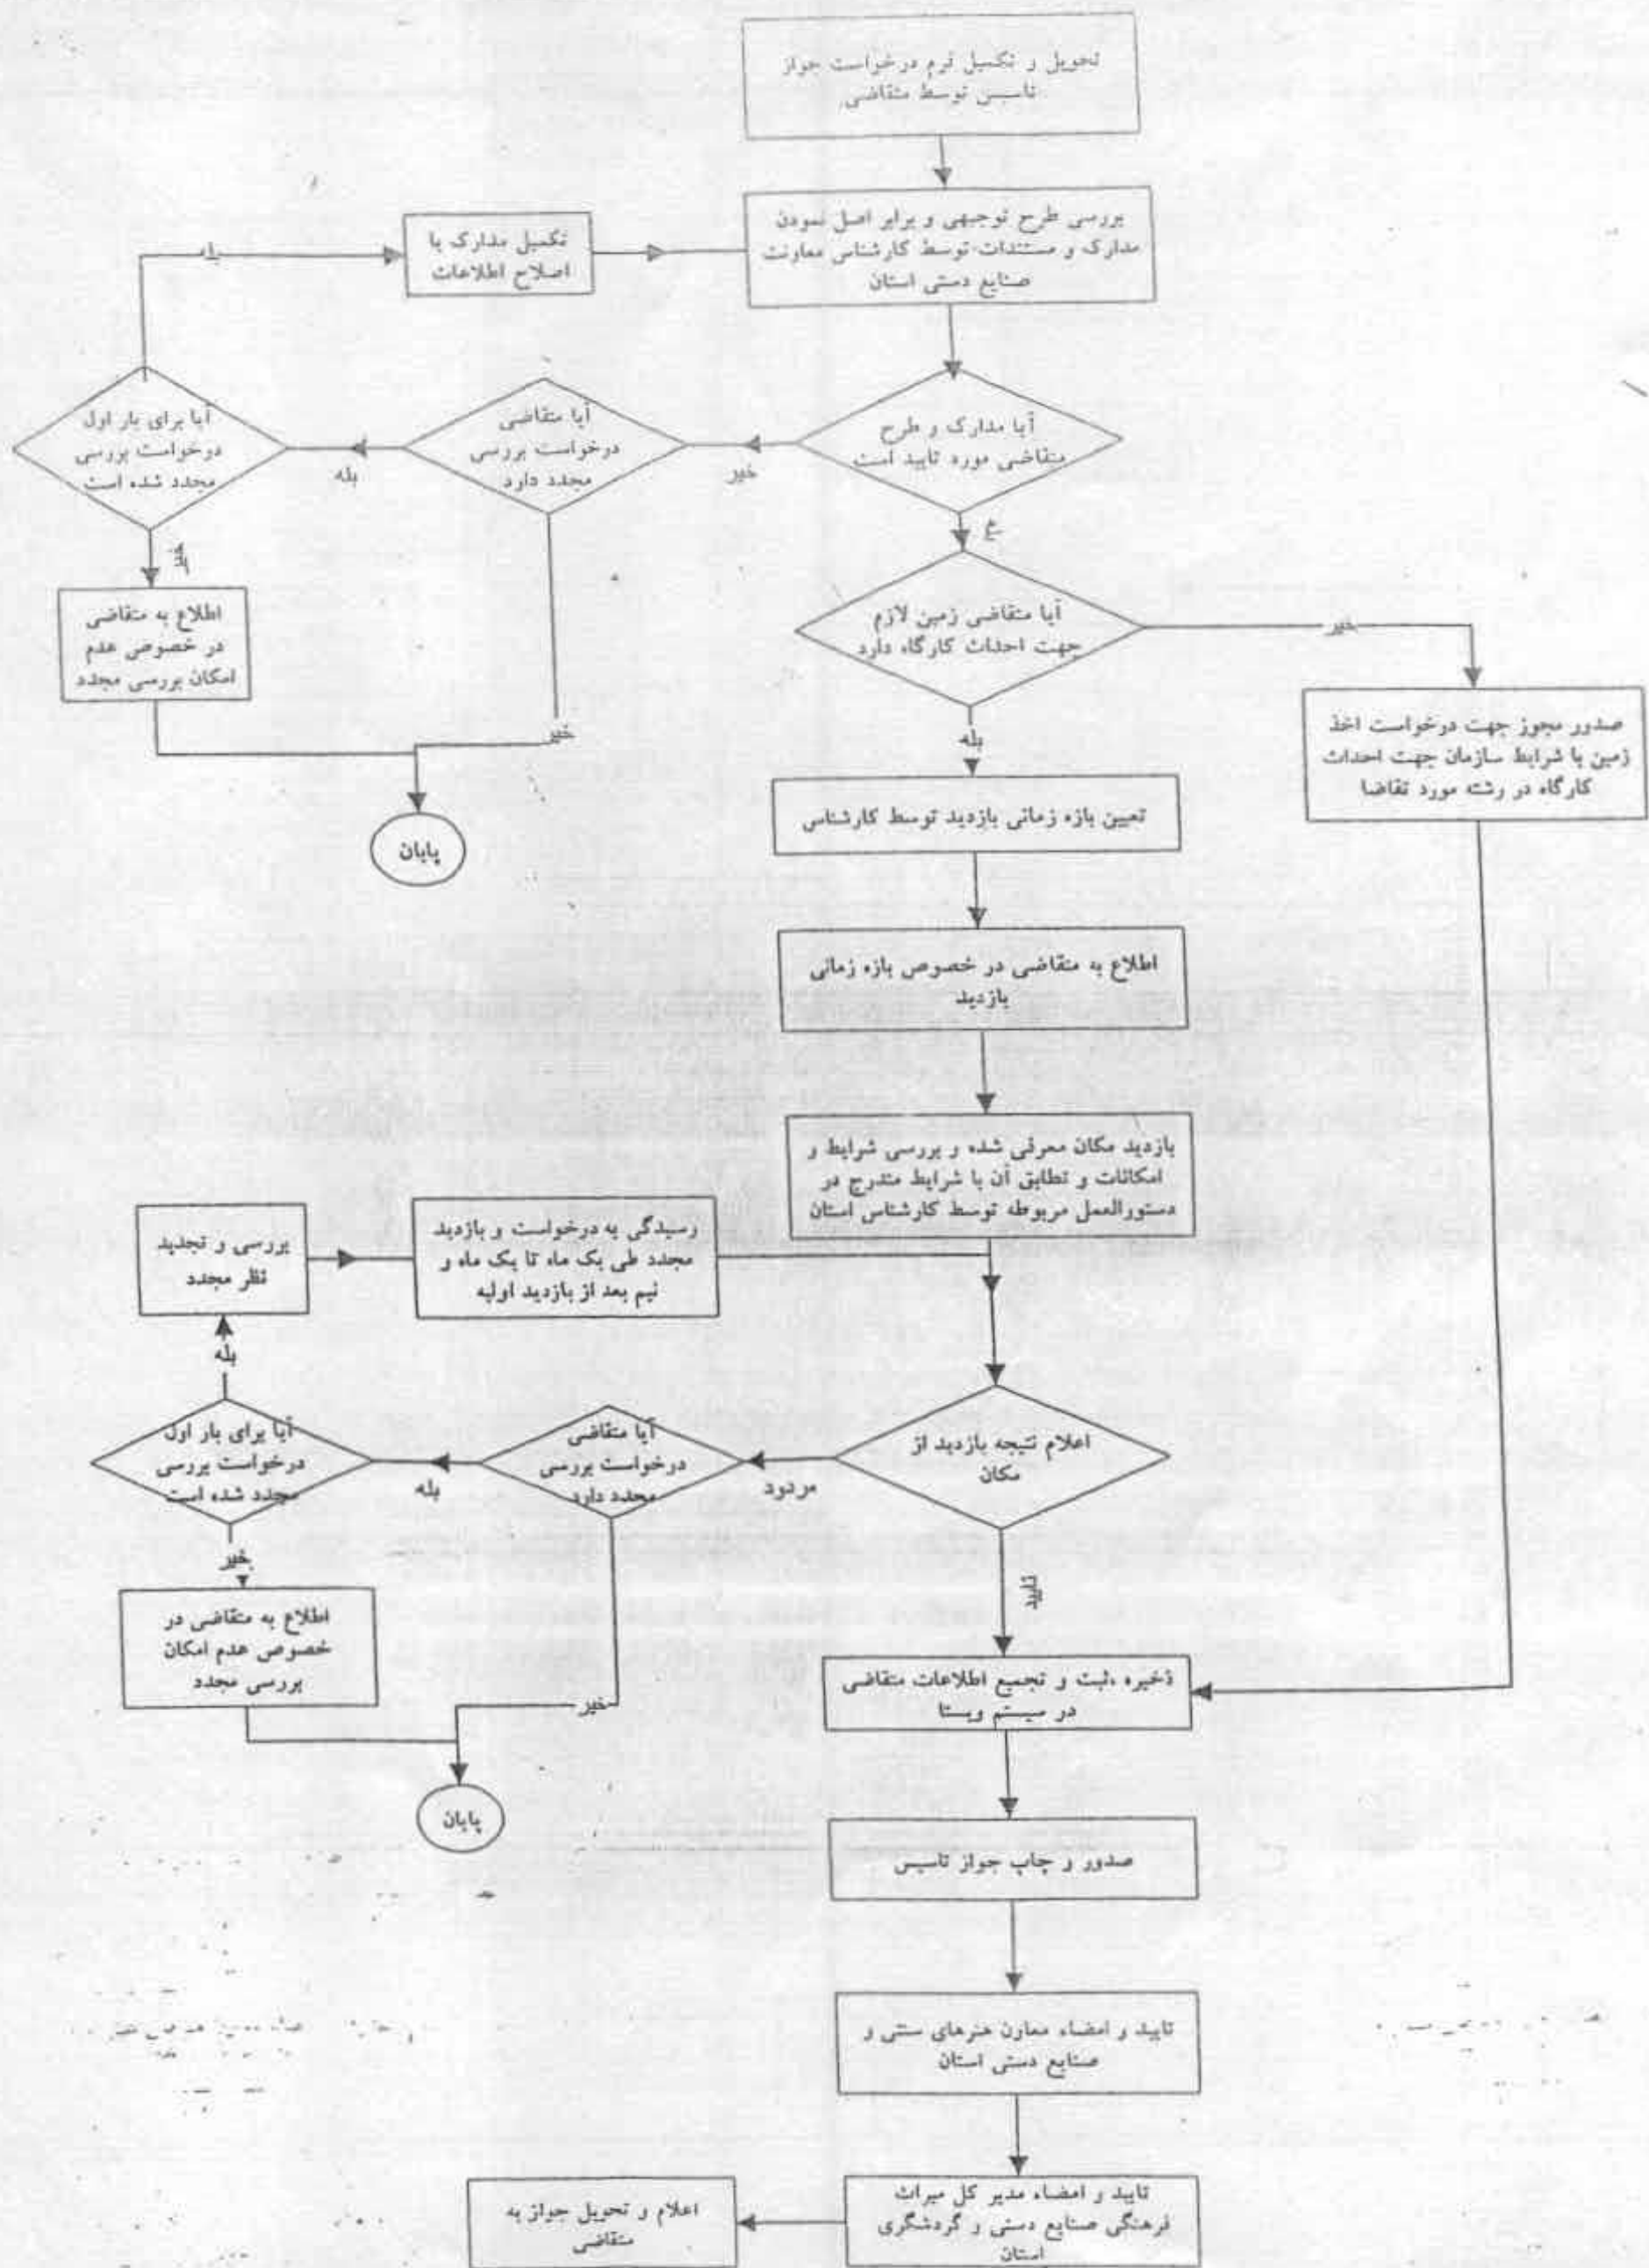 تحویل و تکمیل فرم درخواست جواز
تاسیس توسط متقاضی
بررسی طرح توجیهی و برابر اصل نمودن
مدارک و مستندات توسط کارشناس معاونت
صنایع دستی استان
تکمیل مدارک یا
اصلاح اطلاعات
بله
آیا مدارک و طرح
متقاضی مورد تایید است
خیر
آیا متقاضی
درخواست بررسی
مجدد دارد
بله
آیا برای بار اول
درخواست بررسی
مجدد شده است
خیر
اطلاع به متقاضی
در خصوص عدم
امکان بررسی مجدد
خیر
پایان
آیا متقاضی زمین لازم
جهت احداث کارگاه دارد
خیر
صدور مجوز جهت درخواست اخذ
زمین با شرایط سازمان جهت احداث
کارگاه در رشته مورد تقاضا
بله
تعیین بازه زمانی بازدید توسط کارشناس
اطلاع به متقاضی در خصوص بازه زمانی
بازدید
بازدید مکان معرفی شده و بررسی شرایط و
امکانات و تطابق آن با شرایط مندرج در
دستورالعمل مربوطه توسط کارشناس استان
رسیدگی به درخواست و بازدید
مجدد طی یک ماه تا یک ماه و
نیم بعد از بازدید اولیه
بررسی و تجدید
نظر مجدد
بله
اعلام نتیجه بازدید از
مکان
مردود
آیا متقاضی
درخواست بررسی
مجدد دارد
بله
آیا برای بار اول
درخواست بررسی
مجدد شده است
خیر
اطلاع به متقاضی در
خصوص عدم امکان
بررسی مجدد
خیر
پایان
تایید
ذخیره ،ثبت و تجمیع اطلاعات متقاضی
در سیستم ویستا
صدور و چاپ جواز تاسیس
تایید و امضاء معاون هنرهای سنتی و
صنایع دستی استان
تایید و امضاء مدیر کل میراث
فرهنگی صنایع دستی و گردشگری
استان
اعلام و تحویل جواز به
متقاضی